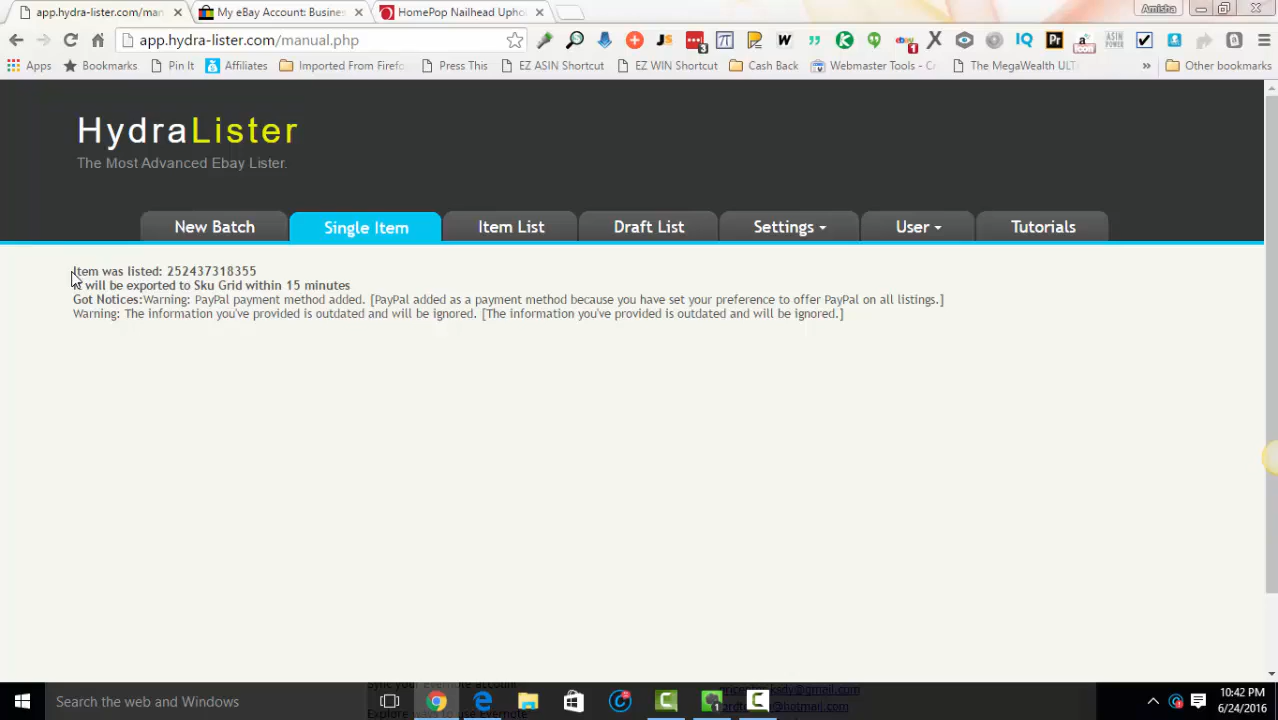 app.hydra-lister.com/man
My eBay Account: Busines
HomePop Nailhead Upho
Amisha
app.hydra-lister.com/manual.php
Apps
Bookmarks
Pin It
Affiliates
Imported From Firefo
Press This
EZ ASIN Shortcut
EZ WIN Shortcut
Cash Back
Webmaster Tools - C
The MegaWealth ULT
Other bookmarks
HydraLister
The Most Advanced Ebay Lister.
New Batch
Single Item
Item List
Draft List
Settings
User
Tutorials
Item was listed: 252437318355
It will be exported to Sku Grid within 15 minutes
Got Notices:Warning: PayPal payment method added. [PayPal added as a payment method because you have set your preference to offer PayPal on all listings.]
Warning: The information you've provided is outdated and will be ignored. [The information you've provided is outdated and will be ignored.]
Search the web and Windows
10:42 PM
6/24/2016